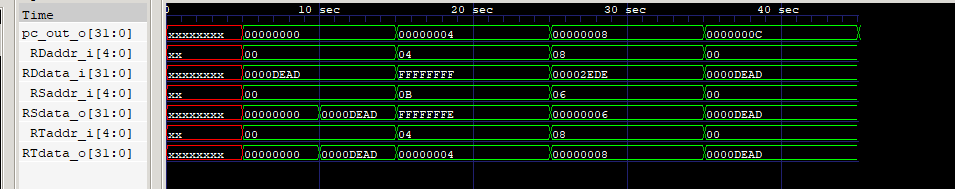 Time 0 10 sec 20 sec 30 sec 40 sec
pc_out_o[31:0] xxxxxxxx 00000000 00000004 00000008 0000000C
RDaddr_i[4:0] xx 00 04 08 00
RDdata_i[31:0] xxxxxxxx 0000DEAD FFFFFFFF 00002EDE 0000DEAD
RSaddr_i[4:0] xx 00 0B 06 00
RSdata_o[31:0] xxxxxxxx 00000000 0000DEAD FFFFFFFE 00000006 0000DEAD
RTaddr_i[4:0] xx 00 04 08 00
RTdata_o[31:0] xxxxxxxx 00000000 0000DEAD 00000004 00000008 0000DEAD